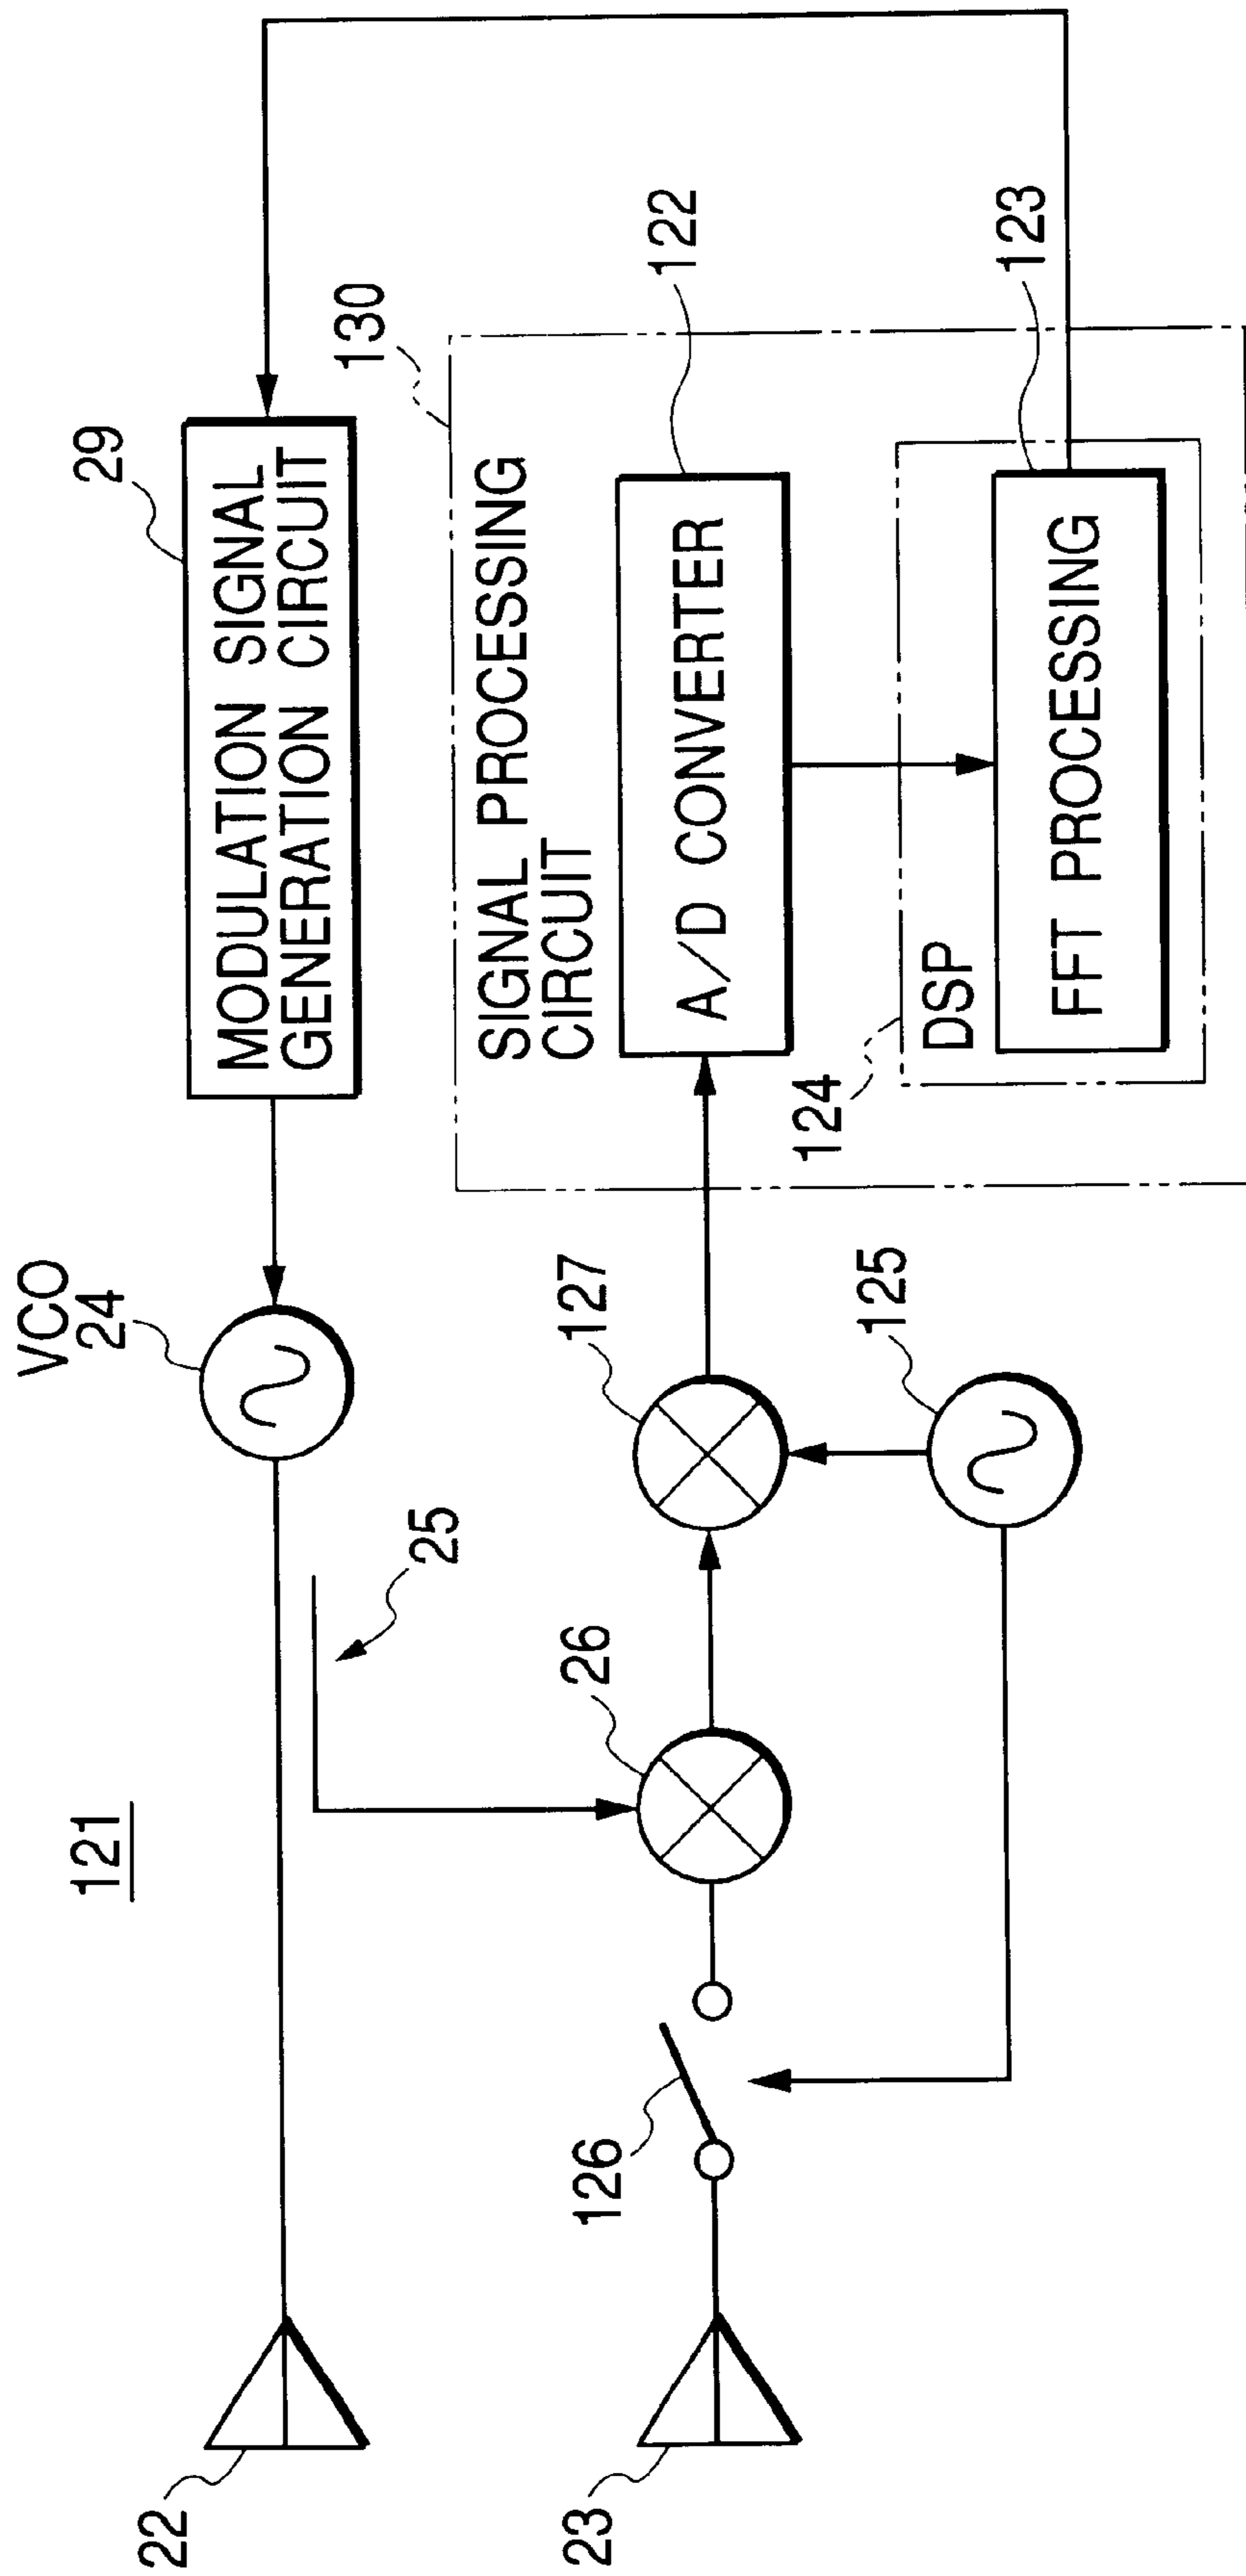 121
VCO
24
29
MODULATION SIGNAL
GENERATION CIRCUIT
25
130
SIGNAL PROCESSING
CIRCUIT
22
126
26
127
A/D CONVERTER
122
23
125
124
DSP
FFT PROCESSING
123